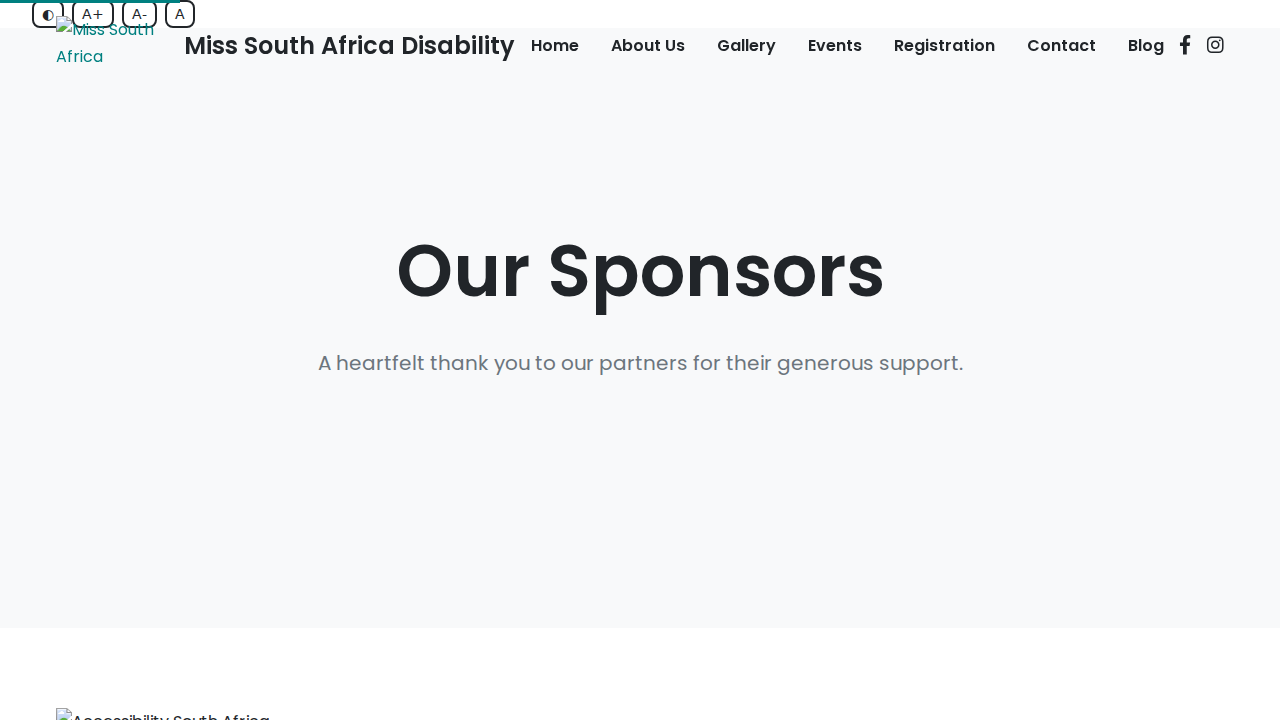 A+ A- A
Miss South Africa
Miss South Africa Disability Home About Us Gallery Events Registration Contact Blog
Our Sponsors
A heartfelt thank you to our partners for their generous support.
Accessibility South Africa